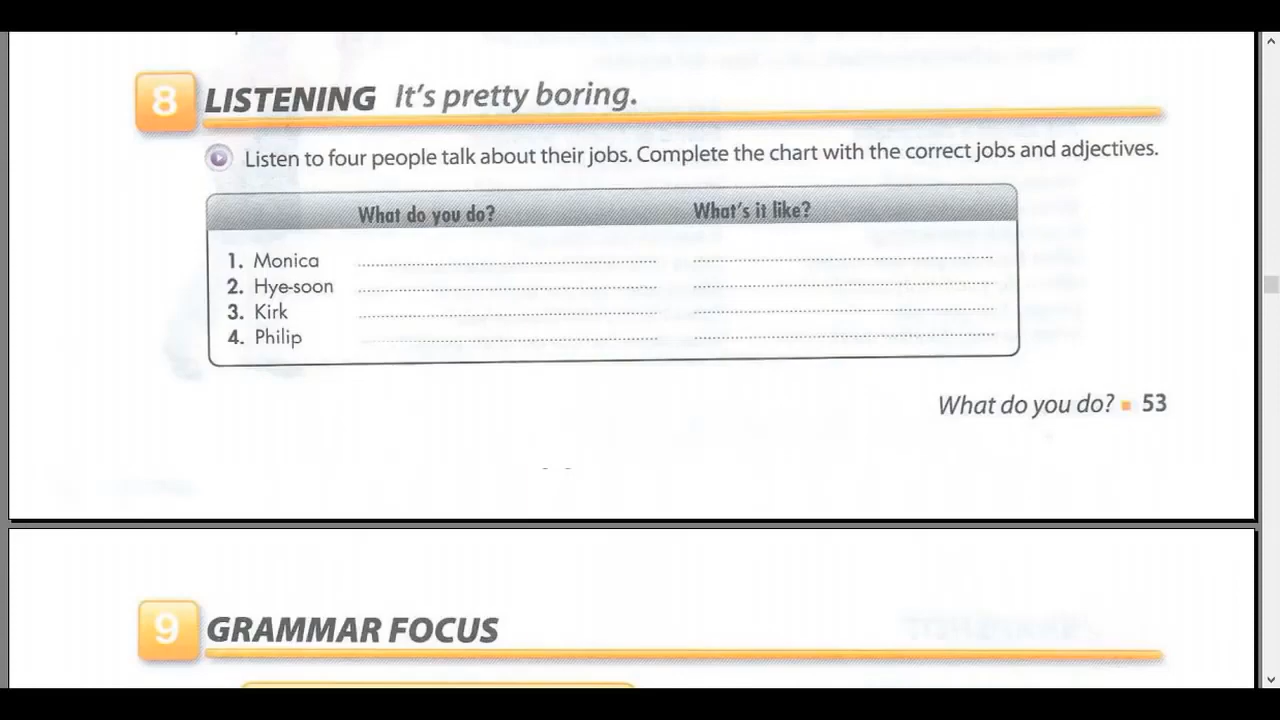 8 LISTENING It's pretty boring.
Listen to four people talk about their jobs. Complete the chart with the correct jobs and adjectives.
What do you do? What's it like?
1. Monica
2. Hye-soon
3. Kirk
4. Philip
What do you do? ■ 53
9 GRAMMAR FOCUS